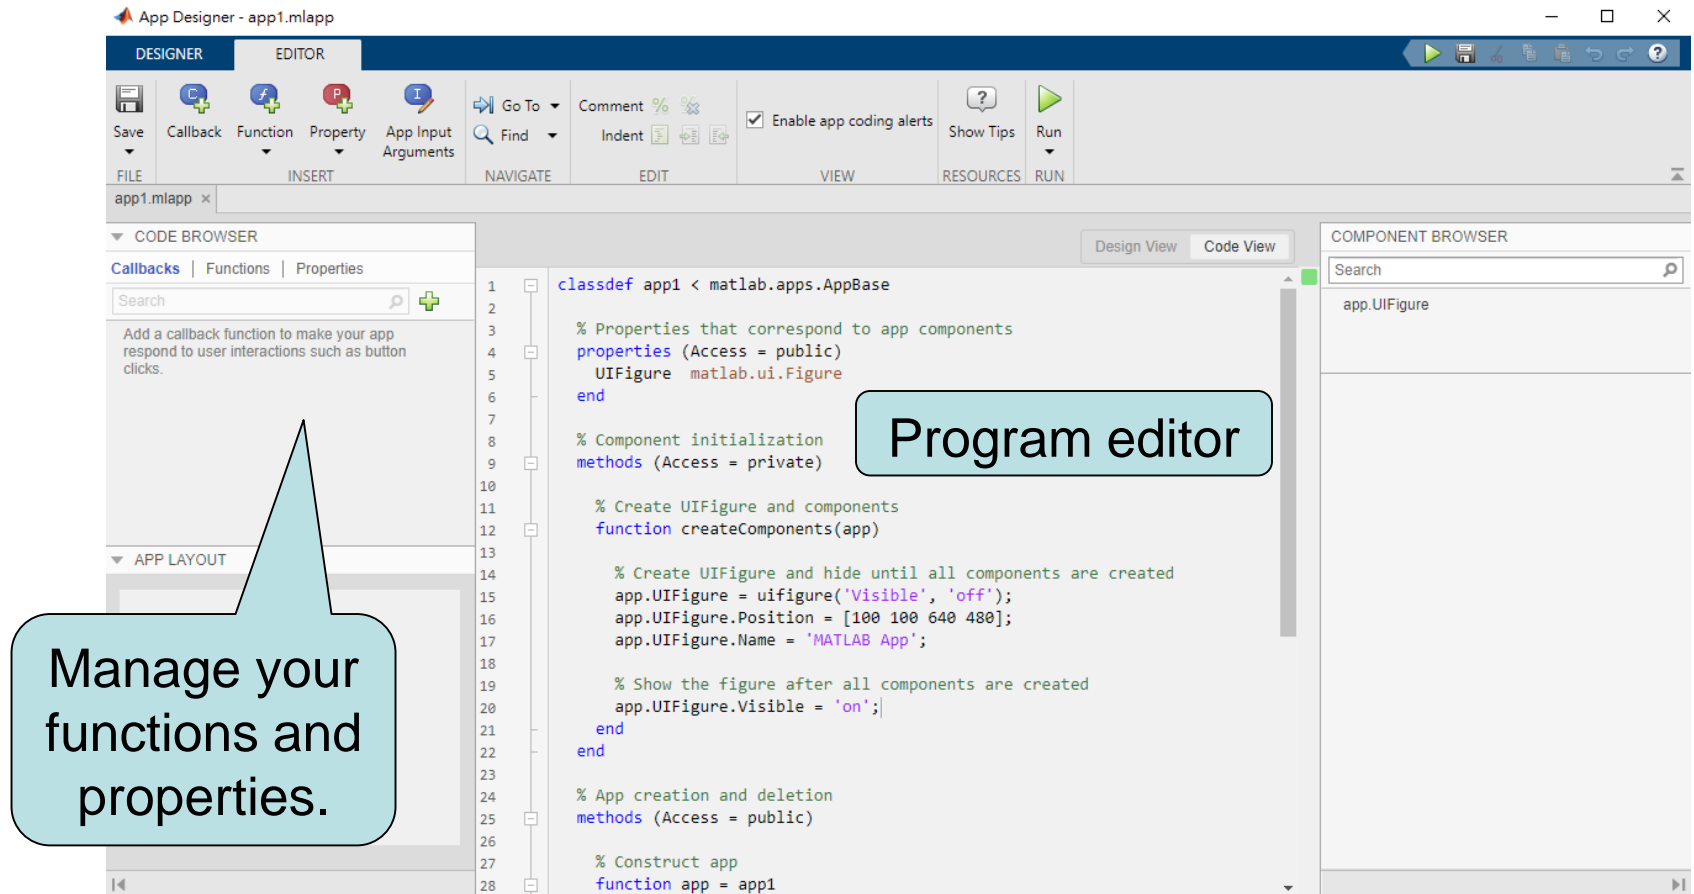 App Designer - app1.mlapp
DESIGNER
EDITOR
?
C
f
P
I
Save
Callback
Function
Property
App Input
Arguments
Go To
Find
Comment
Indent
Enable app coding alerts
?
Show Tips
Run
FILE
INSERT
NAVIGATE
EDIT
VIEW
RESOURCES
RUN
app1.mlapp ×
CODE BROWSER
Callbacks | Functions | Properties
Search
Add a callback function to make your app
respond to user interactions such as button
clicks.
APP LAYOUT
Manage your
functions and
properties.
Design View
Code View
1 classdef app1 < matlab.apps.AppBase
2
3 % Properties that correspond to app components
4 properties (Access = public)
5 UIFigure matlab.ui.Figure
6 end
7
8 % Component initialization
9 methods (Access = private)
10
11 % Create UIFigure and components
12 function createComponents(app)
13
14 % Create UIFigure and hide until all components are created
15 app.UIFigure = uifigure('Visible', 'off');
16 app.UIFigure.Position = [100 100 640 480];
17 app.UIFigure.Name = 'MATLAB App';
18
19 % Show the figure after all components are created
20 app.UIFigure.Visible = 'on';
21 end
22 end
23
24 % App creation and deletion
25 methods (Access = public)
26
27 % Construct app
28 function app = app1
Program editor
COMPONENT BROWSER
Search
app.UIFigure